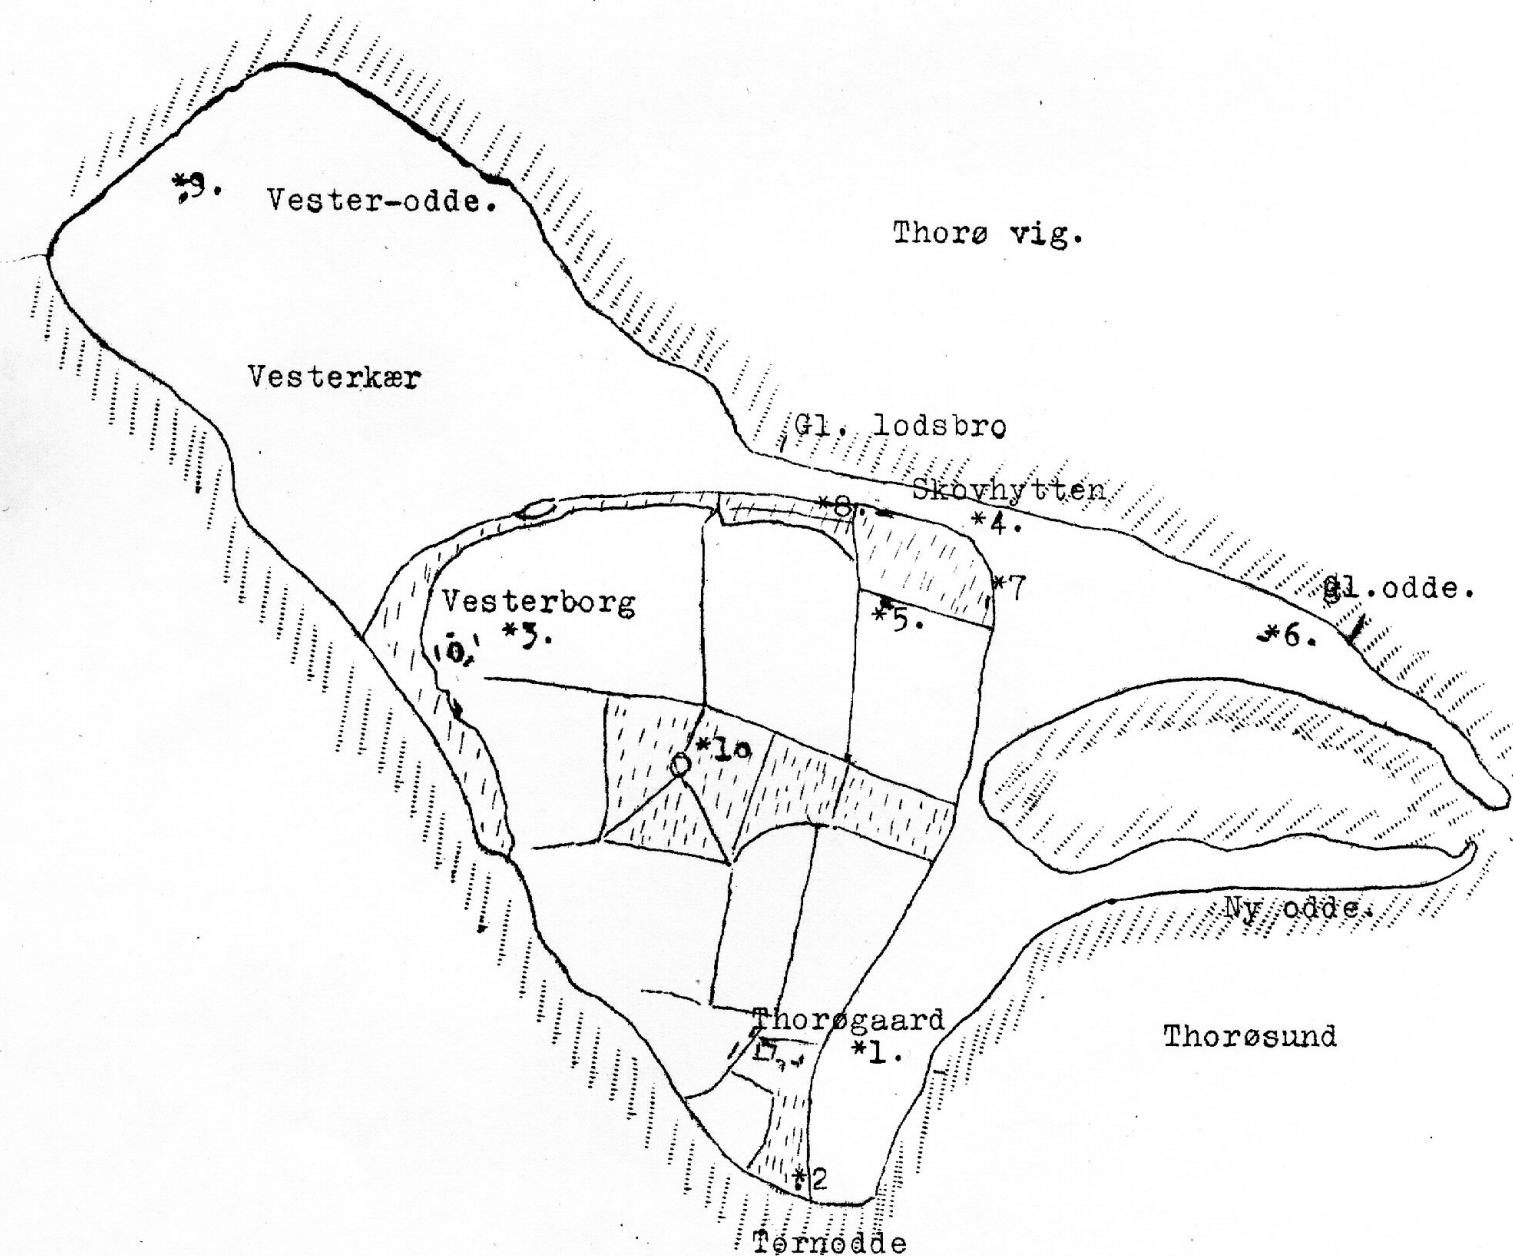 *9.
Vester-odde.
Thorø vig.
Vesterkær
Gl. lodsbro
Skovhytten
*8.
*4.
*7
Gl.odde.
Vesterborg
*5.
*3.
*6.
*10
Ny odde.
Thorøgaard
*1.
Thorøsund
*2
Tørnodde